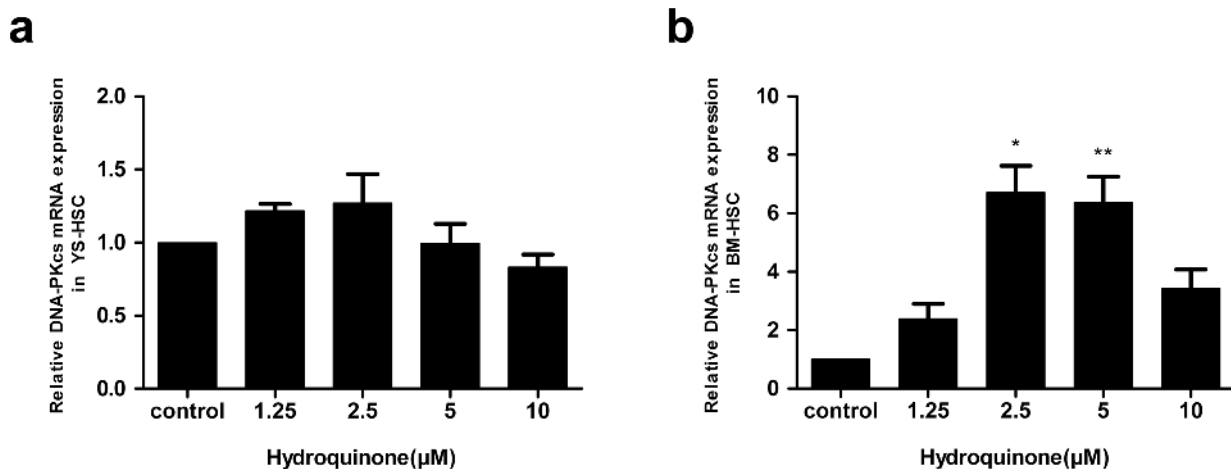 a
Relative DNA-PKcs mRNA expression
in YS-HSC
2.0
1.5
1.0
0.5
0.0
control 1.25 2.5 5 10
Hydroquinone(µM)
b
Relative DNA-PKcs mRNA expression
in BM-HSC
10
8
6
4
2
0
* **
control 1.25 2.5 5 10
Hydroquinone(µM)